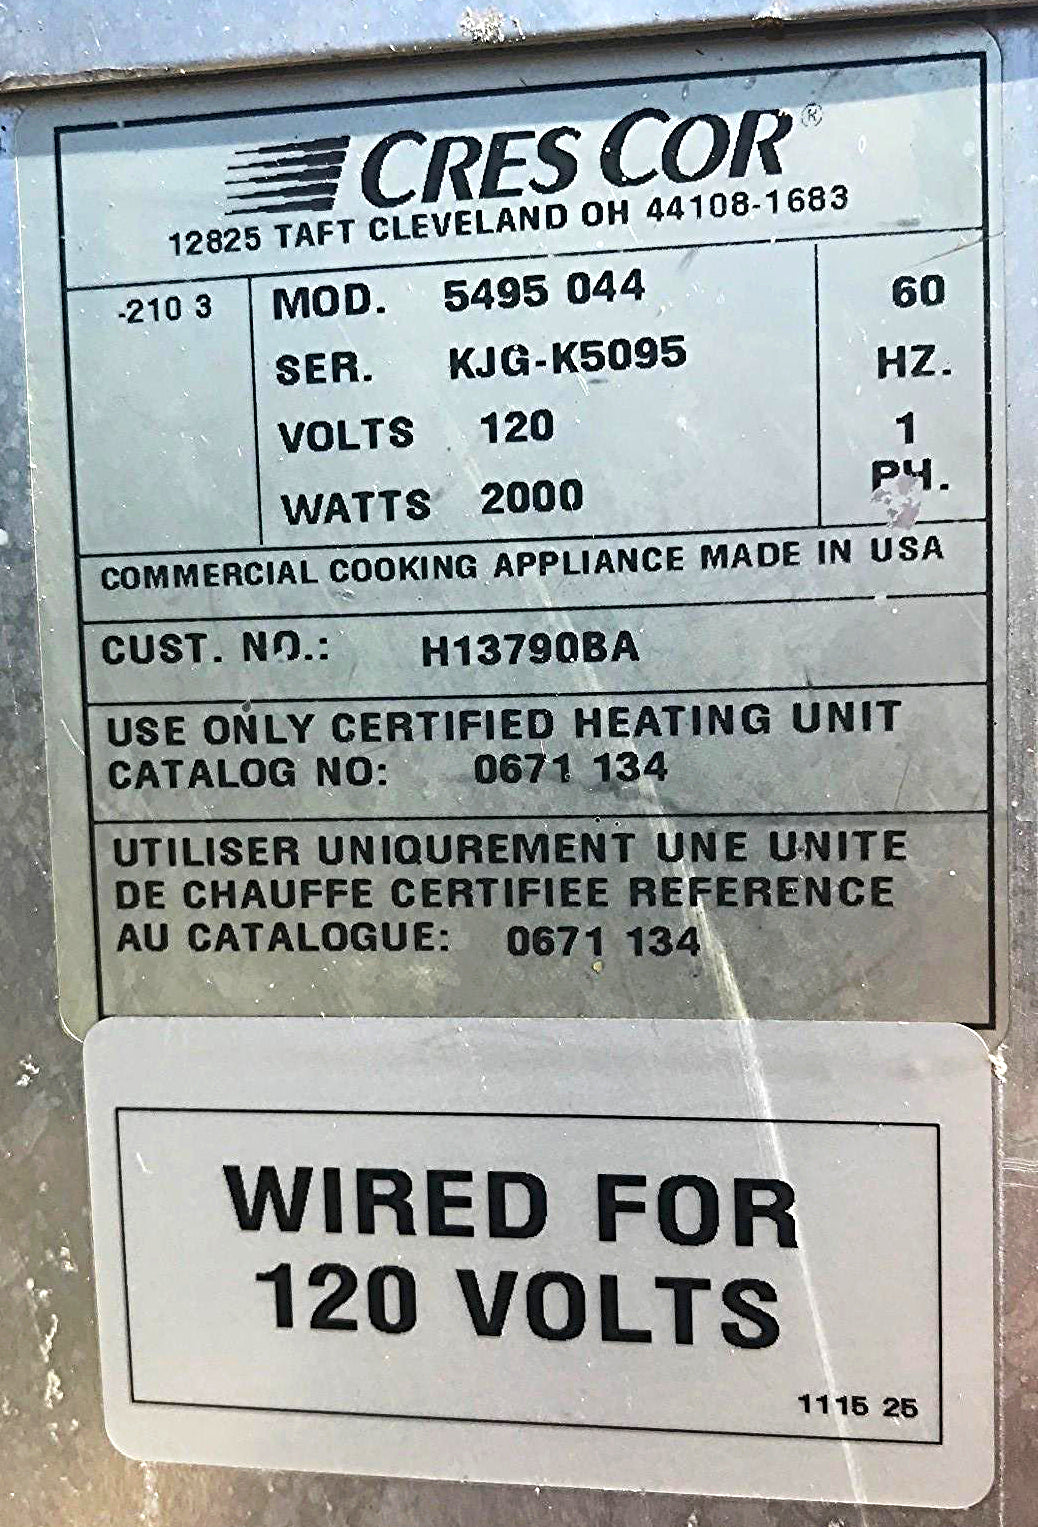 CRES COR®
12825 TAFT CLEVELAND OH 44108-1683
-210 3
MOD. 5495 044
SER. KJG-K5095
VOLTS 120
WATTS 2000
60
HZ.
1
PH.
COMMERCIAL COOKING APPLIANCE MADE IN USA
CUST. NO.: H13790BA
USE ONLY CERTIFIED HEATING UNIT
CATALOG NO: 0671 134
UTILISER UNIQUREMENT UNE UNITE
DE CHAUFFE CERTIFIEE REFERENCE
AU CATALOGUE: 0671 134
WIRED FOR
120 VOLTS
1115 25